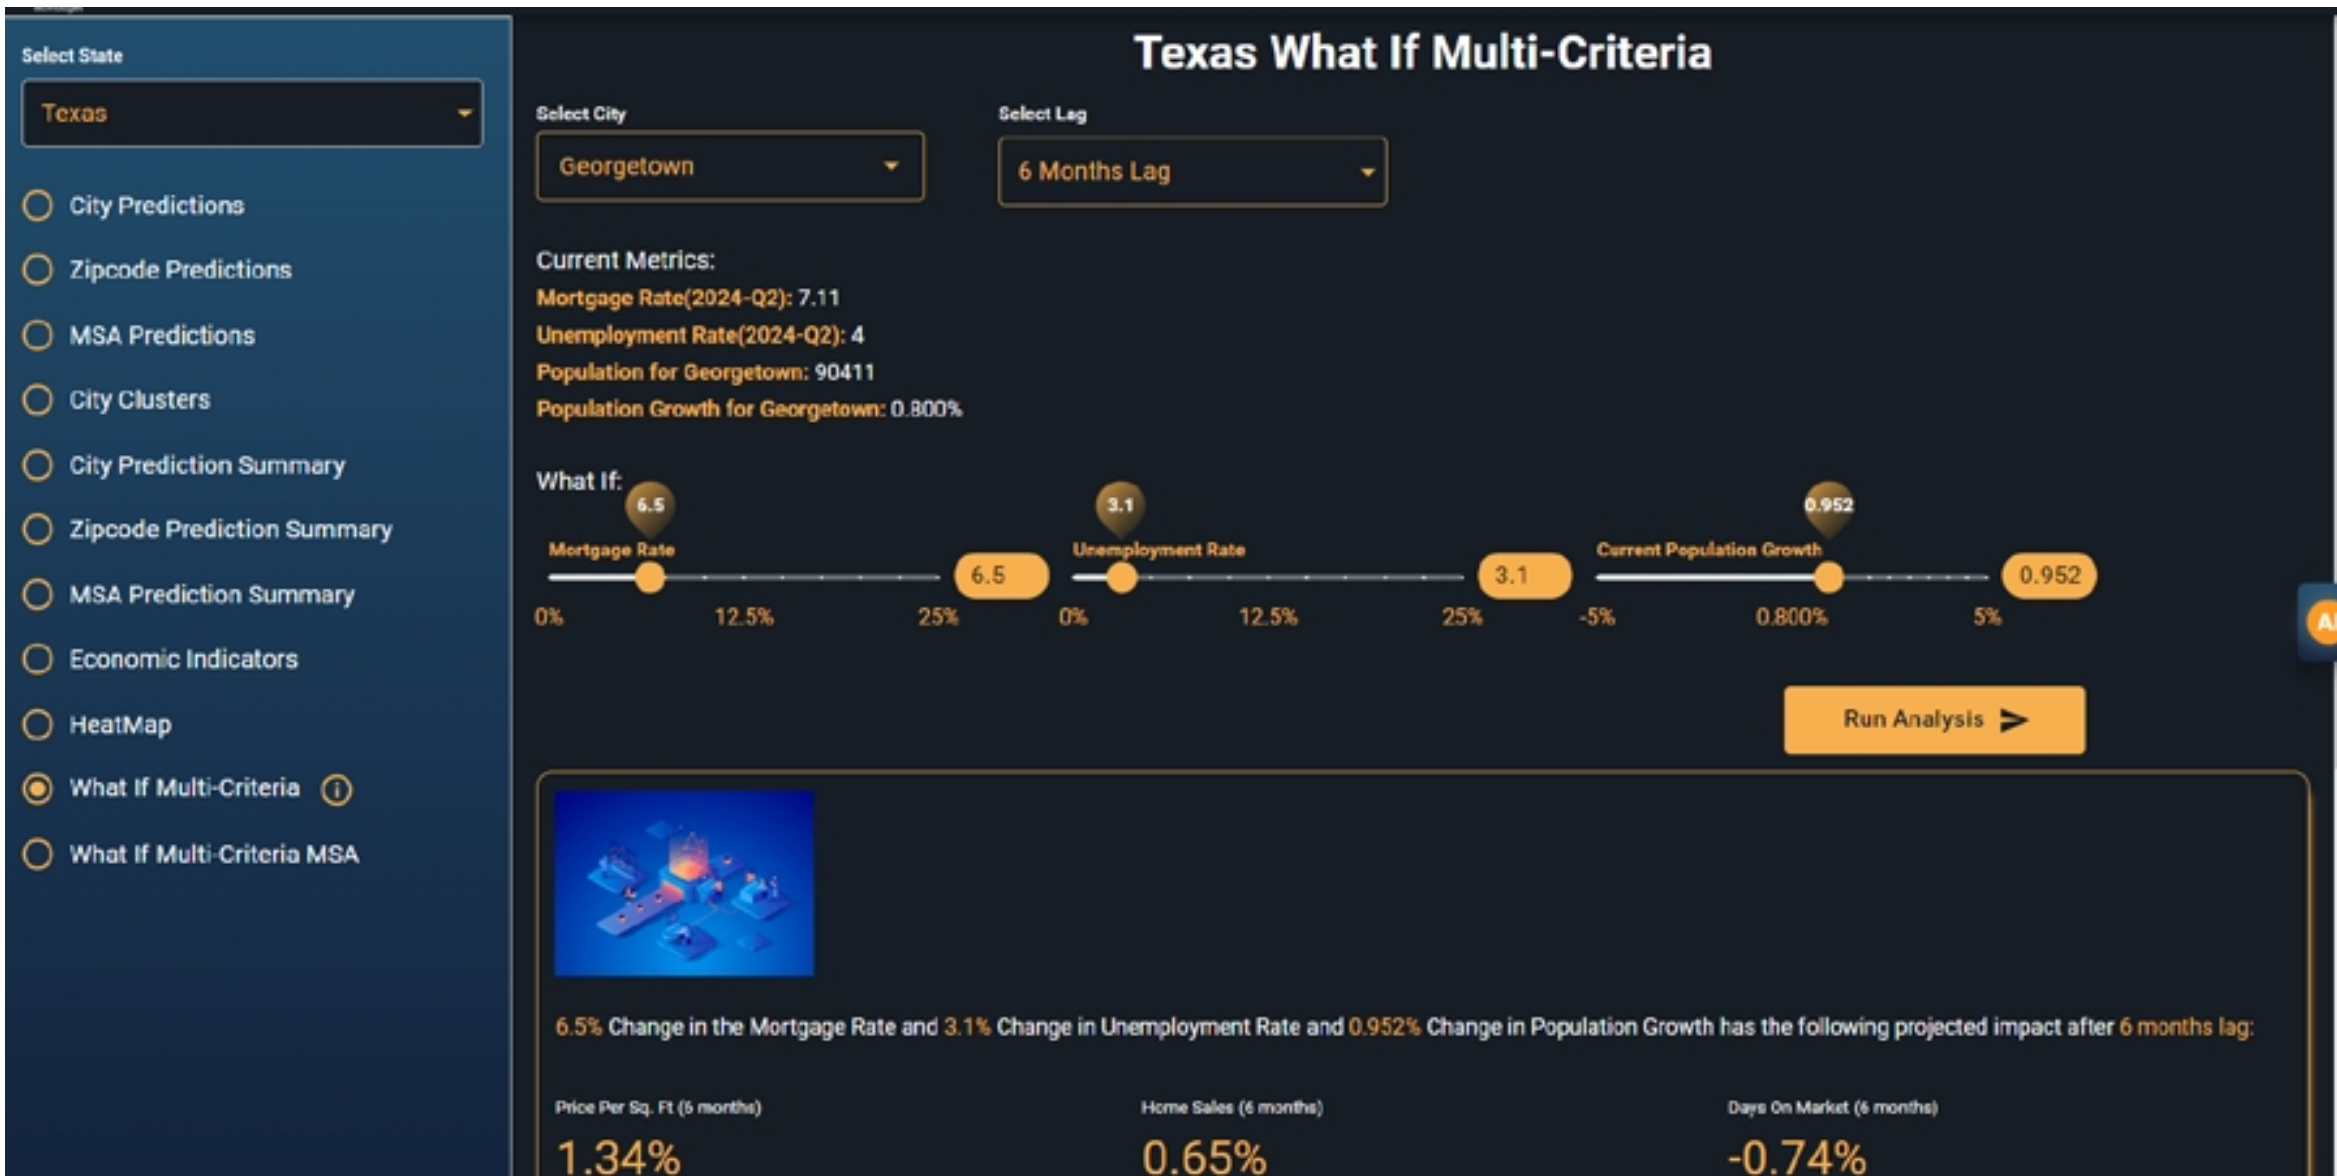 Select State
Texas
City Predictions
Zipcode Predictions
MSA Predictions
City Clusters
City Prediction Summary
Zipcode Prediction Summary
MSA Prediction Summary
Economic Indicators
HeatMap
What If Multi-Criteria
What If Multi-Criteria MSA
Texas What If Multi-Criteria
Select City
Select Lag
Georgetown
6 Months Lag
Current Metrics:
Mortgage Rate(2024-Q2): 7.11
Unemployment Rate(2024-Q2): 4
Population for Georgetown: 90411
Population Growth for Georgetown: 0.800%
What If:
6.5
3.1
0.952
Mortgage Rate
Unemployment Rate
Current Population Growth
6.5
3.1
0.952
0% 12.5% 25%
0% 12.5% 25%
-5% 0.800% 5%
Run Analysis
6.5% Change in the Mortgage Rate and 3.1% Change in Unemployment Rate and 0.952% Change in Population Growth has the following projected impact after 6 months lag:
Price Per Sq. Ft (6 months)
Home Sales (6 months)
Days On Market (6 months)
1.34%
0.65%
-0.74%